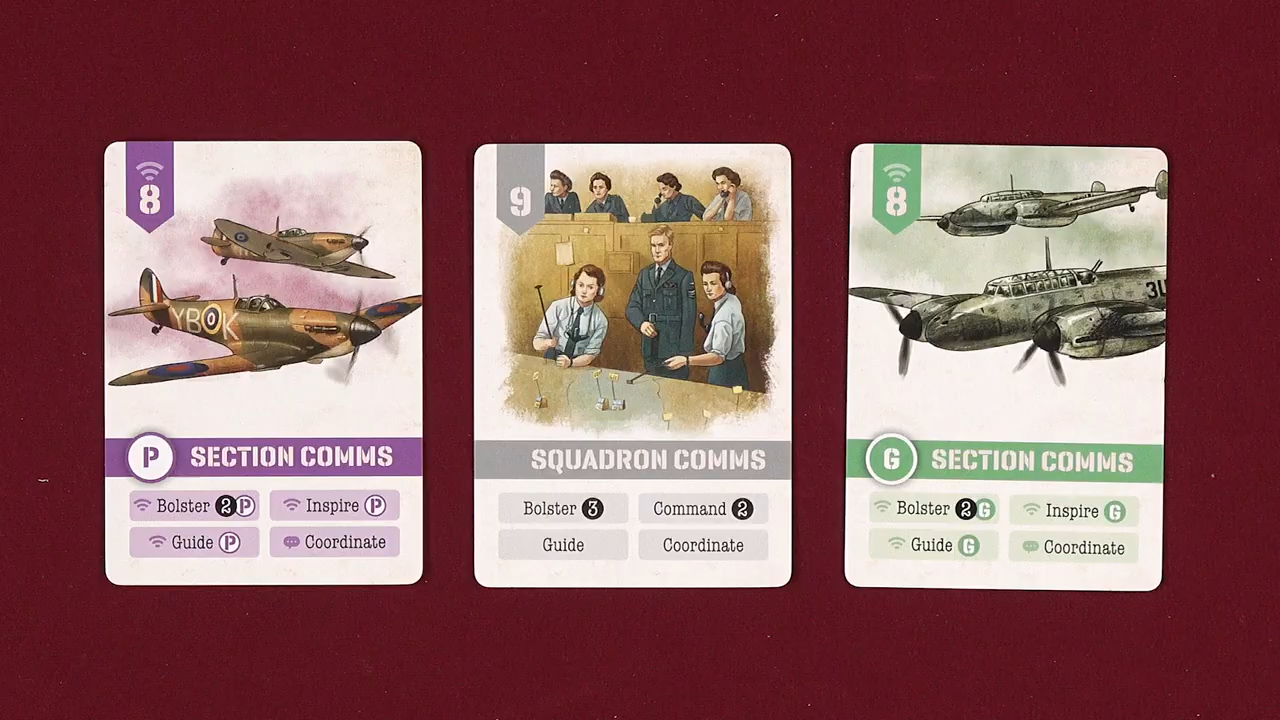 8
YB K
P SECTION COMMS
Bolster 2 P
Inspire P
Guide P
Coordinate
9
SQUADRON COMMS
Bolster 3
Command 2
Guide
Coordinate
8
3U
G SECTION COMMS
Bolster 2 G
Inspire G
Guide G
Coordinate